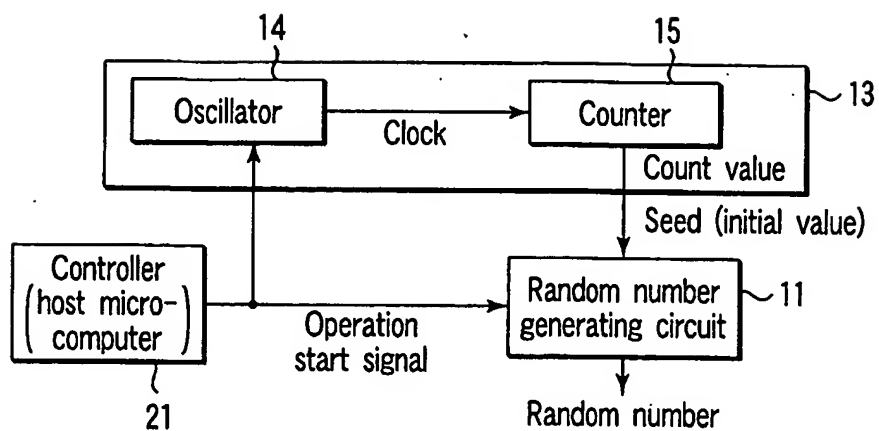 14
15
13
Oscillator
Clock
Counter
Count value
Seed (initial value)
Controller
(host micro-
computer)
21
Operation
start signal
Random number
generating circuit
11
Random number